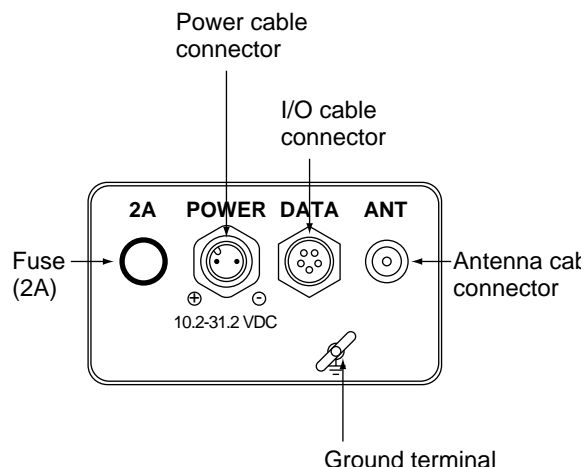 Power cable
connector
I/O cable
connector
2A POWER DATA ANT
Fuse
(2A)
Antenna cab
connector
⊕ ⊖
10.2-31.2 VDC
Ground terminal